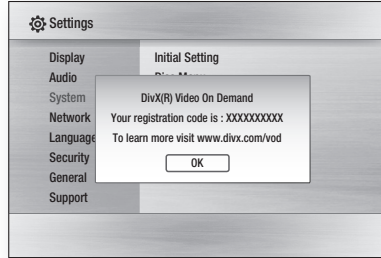 Settings
Display
Audio
System
Network
Language
Security
General
Support
Initial Setting
DivX(R) Video On Demand
Your registration code is : XXXXXXXXXX
To learn more visit www.divx.com/vod
OK